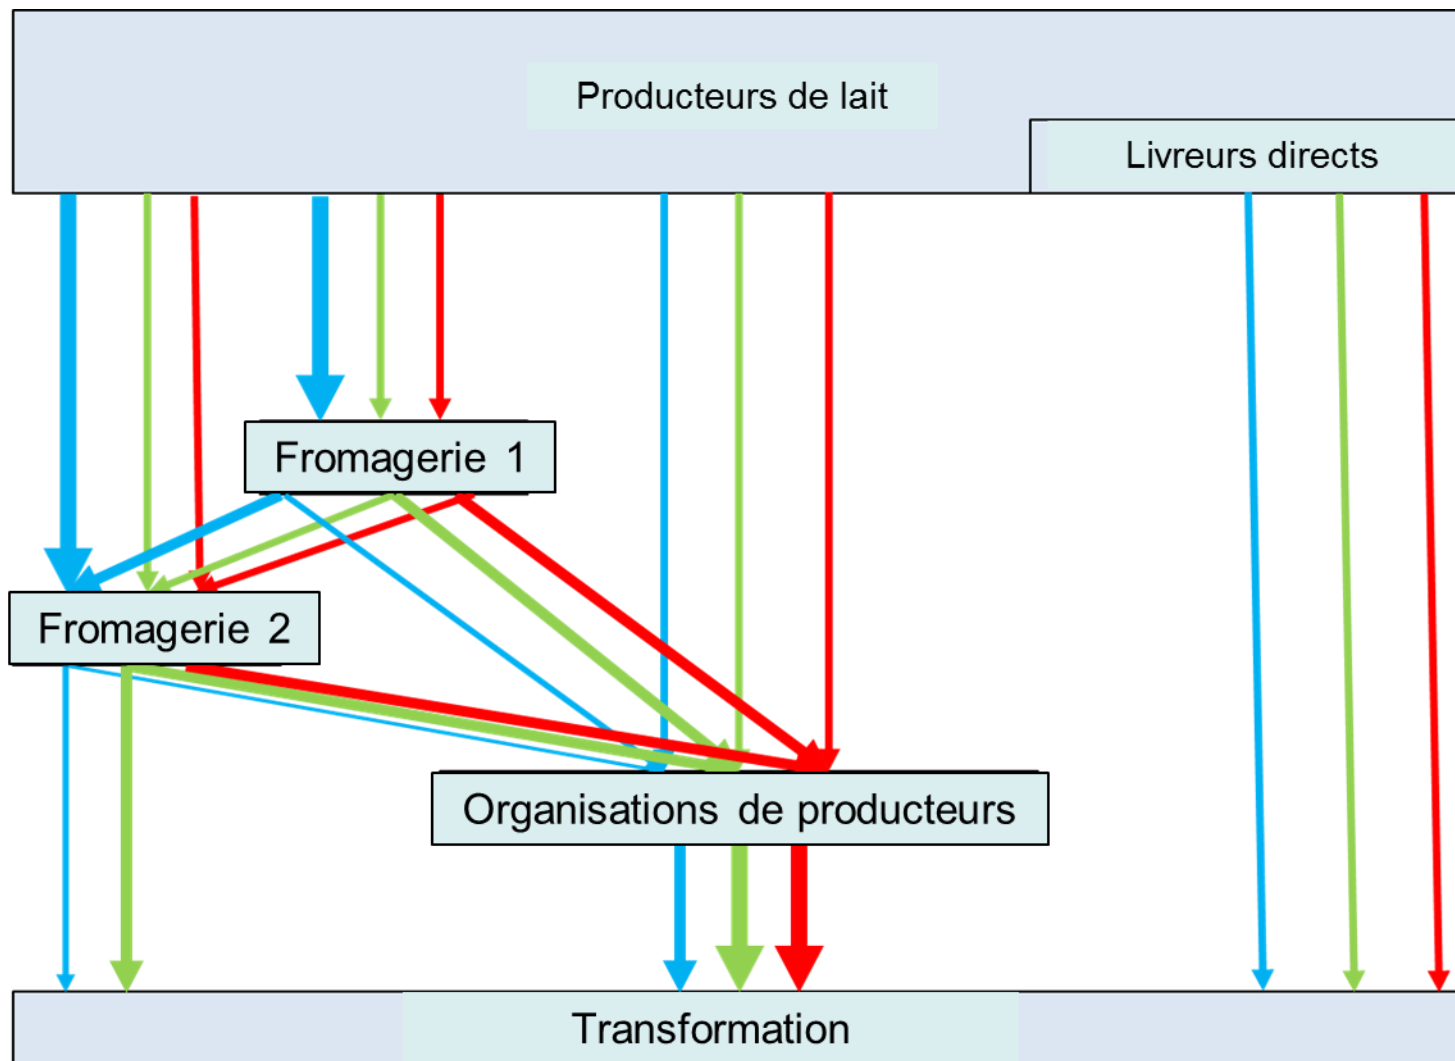 Producteurs de lait
Livreurs directs
Fromagerie 1
Fromagerie 2
Organisations de producteurs
Transformation